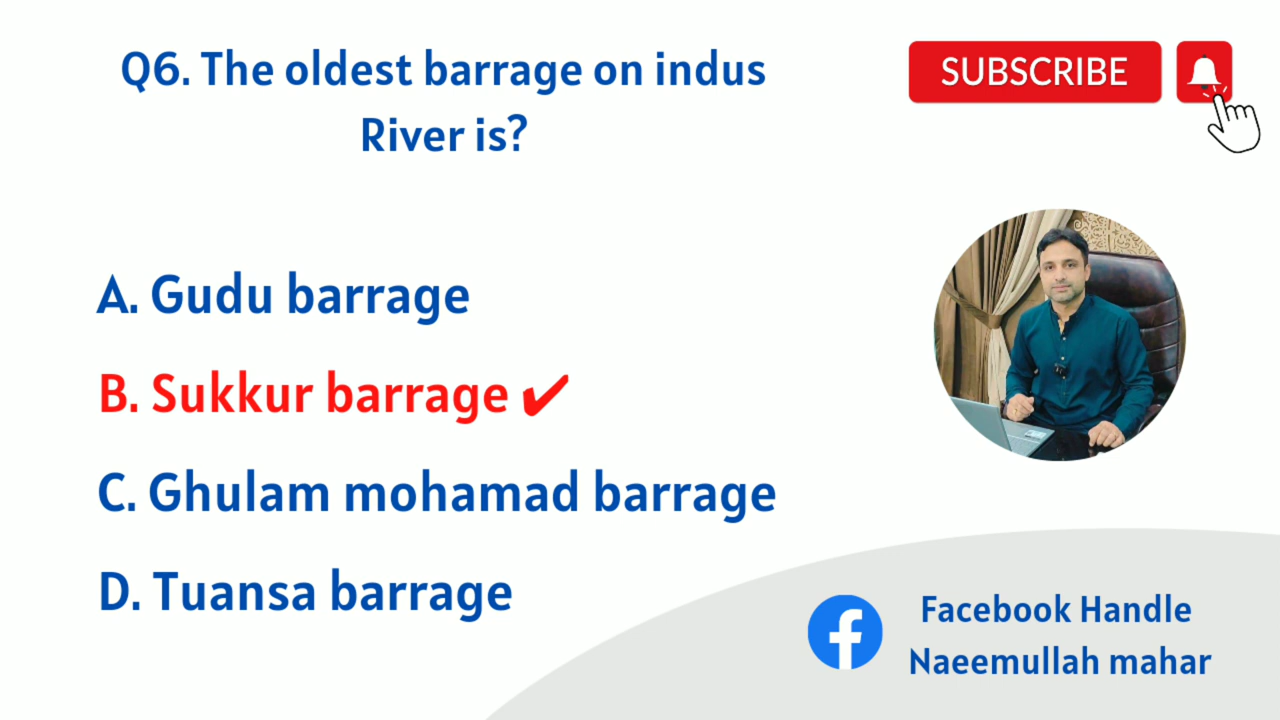 Q6. The oldest barrage on indus
River is?
SUBSCRIBE
A. Gudu barrage
B. Sukkur barrage ✔
C. Ghulam mohamad barrage
D. Tuansa barrage
Facebook Handle
Naeemullah mahar